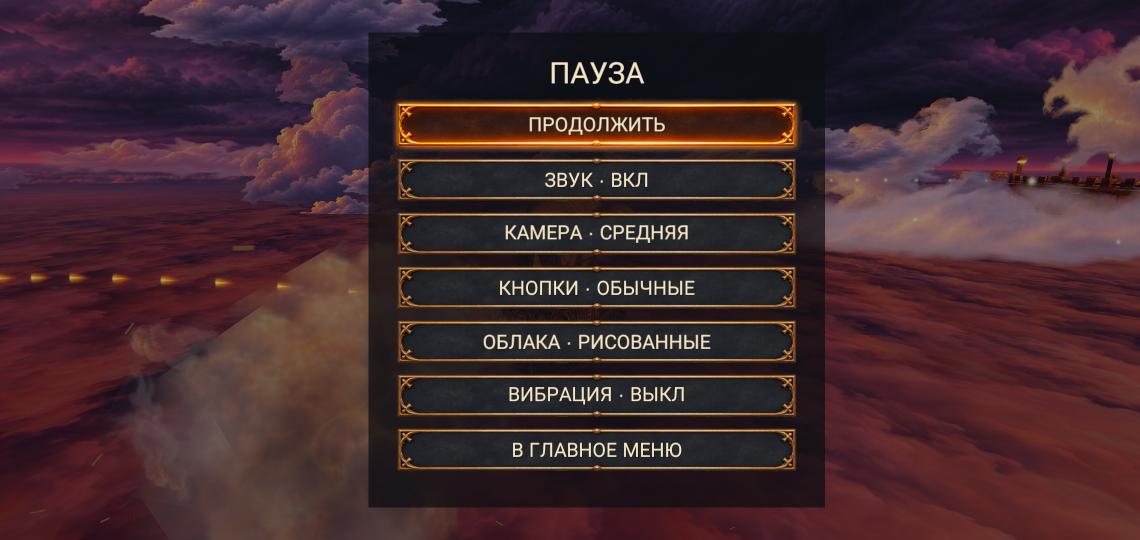 ПАУЗА
ПРОДОЛЖИТЬ
ЗВУК · ВКЛ
КАМЕРА · СРЕДНЯЯ
КНОПКИ · ОБЫЧНЫЕ
ОБЛАКА · РИСОВАННЫЕ
ВИБРАЦИЯ · ВЫКЛ
В ГЛАВНОЕ МЕНЮ